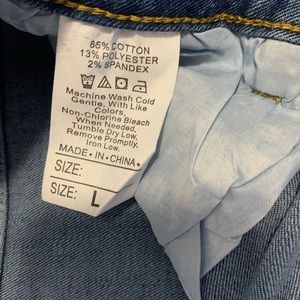 85% COTTON
13% POLYESTER
2% SPANDEX
Machine Wash Cold
Gentle, With Like
Colors,
Non-Chlorine Bleach
When Needed,
Tumble Dry Low,
Remove Promptly,
Iron Low.
MADE · IN · CHINA ·
SIZE:
SIZE: L